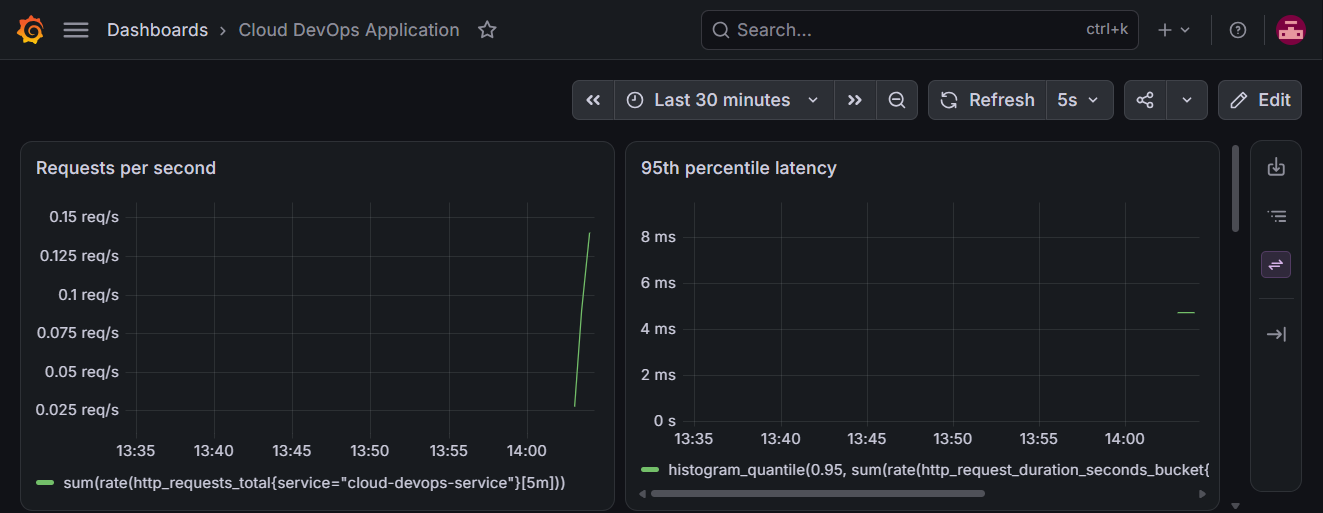 Dashboards › Cloud DevOps Application
Search... ctrl+k
Last 30 minutes Refresh 5s Edit
Requests per second
0.15 req/s
0.125 req/s
0.1 req/s
0.075 req/s
0.05 req/s
0.025 req/s
13:35 13:40 13:45 13:50 13:55 14:00
sum(rate(http_requests_total{service="cloud-devops-service"}[5m]))
95th percentile latency
8 ms
6 ms
4 ms
2 ms
0 s
13:35 13:40 13:45 13:50 13:55 14:00
histogram_quantile(0.95, sum(rate(http_request_duration_seconds_bucket{